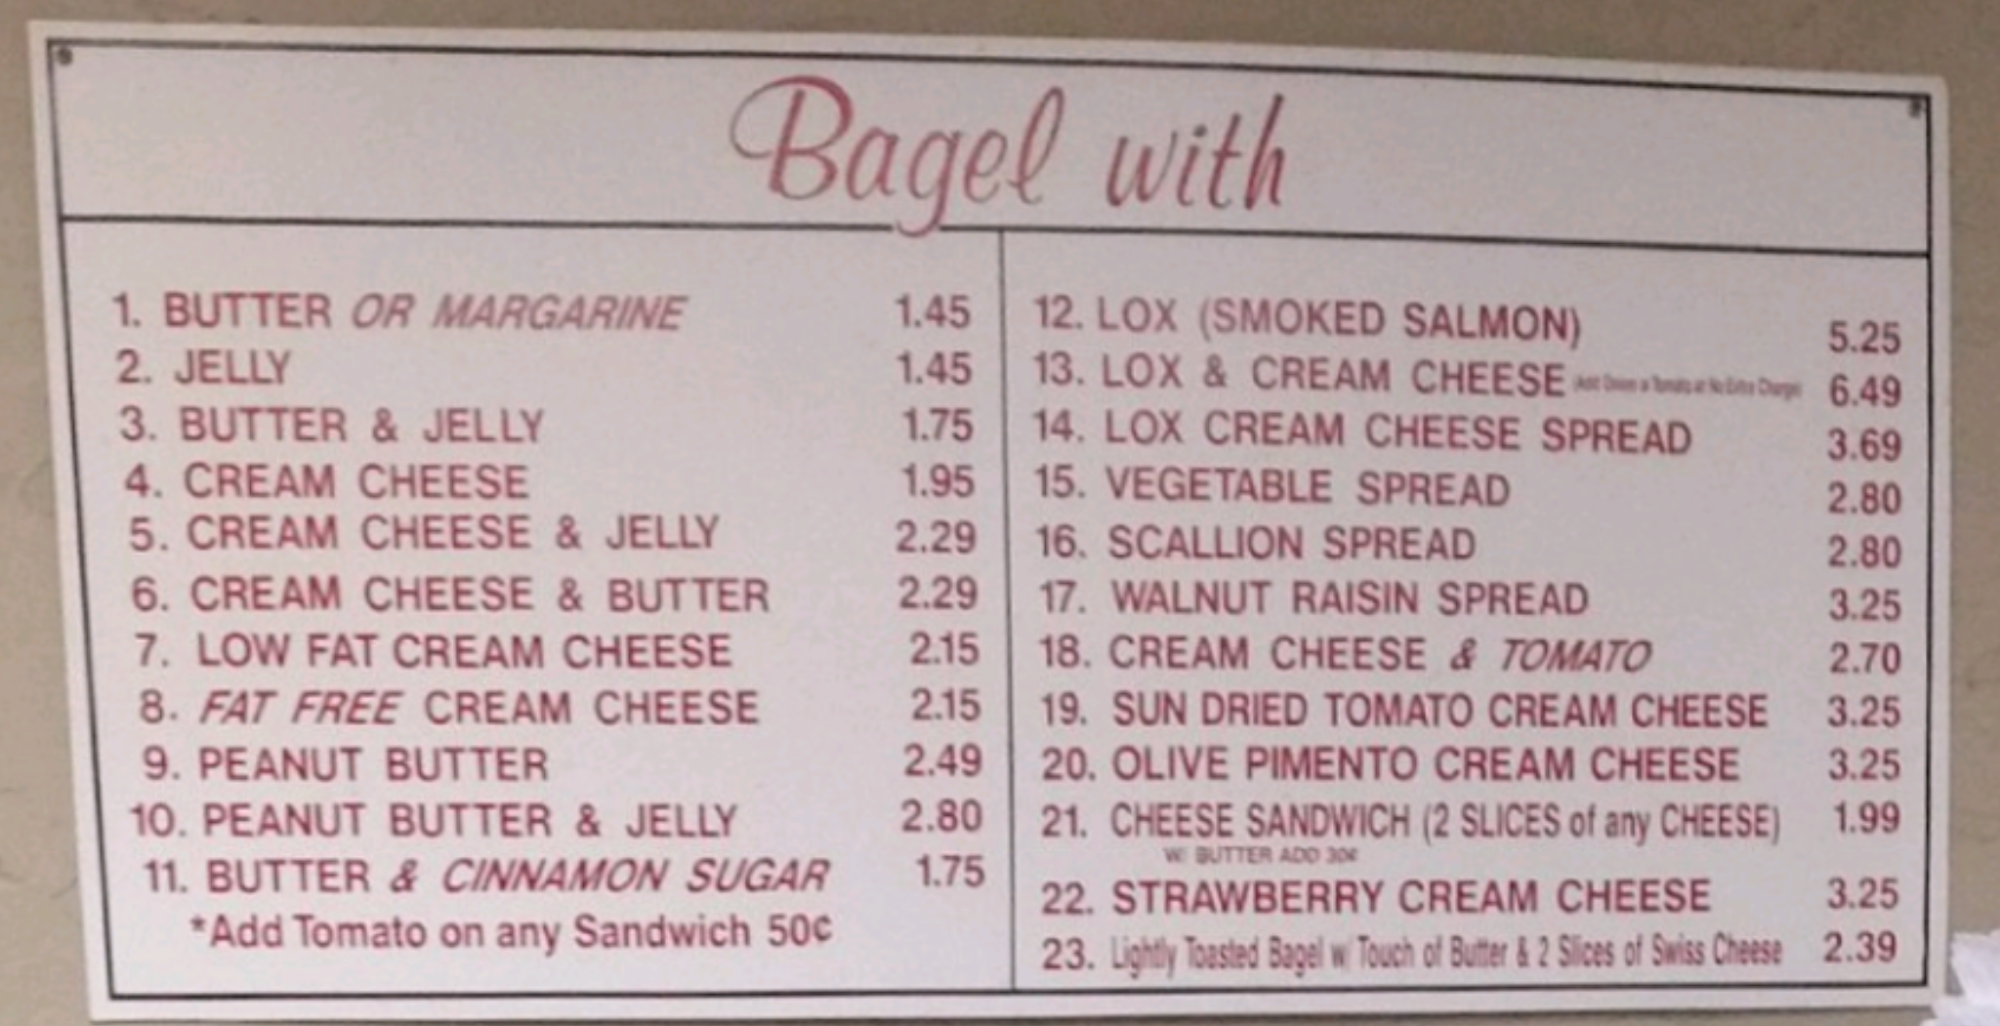 Bagel with
1. BUTTER OR MARGARINE 1.45
2. JELLY 1.45
3. BUTTER & JELLY 1.75
4. CREAM CHEESE 1.95
5. CREAM CHEESE & JELLY 2.29
6. CREAM CHEESE & BUTTER 2.29
7. LOW FAT CREAM CHEESE 2.15
8. FAT FREE CREAM CHEESE 2.15
9. PEANUT BUTTER 2.49
10. PEANUT BUTTER & JELLY 2.80
11. BUTTER & CINNAMON SUGAR 1.75
*Add Tomato on any Sandwich 50¢
12. LOX (SMOKED SALMON) 5.25
13. LOX & CREAM CHEESE (Add Onion a Tomato at No Extra Charge) 6.49
14. LOX CREAM CHEESE SPREAD 3.69
15. VEGETABLE SPREAD 2.80
16. SCALLION SPREAD 2.80
17. WALNUT RAISIN SPREAD 3.25
18. CREAM CHEESE & TOMATO 2.70
19. SUN DRIED TOMATO CREAM CHEESE 3.25
20. OLIVE PIMENTO CREAM CHEESE 3.25
21. CHEESE SANDWICH (2 SLICES of any CHEESE) 1.99
W/ BUTTER ADD 30¢
22. STRAWBERRY CREAM CHEESE 3.25
23. Lightly Toasted Bagel w/ Touch of Butter & 2 Slices of Swiss Cheese 2.39